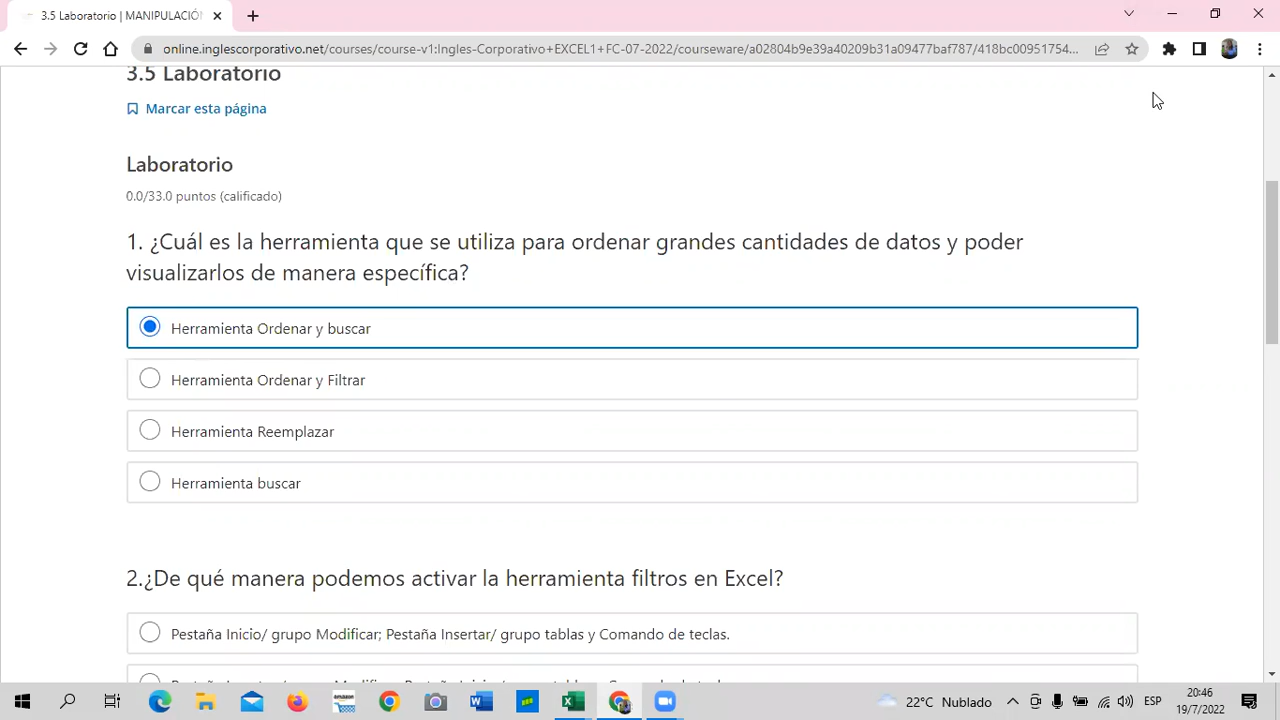 3.5 Laboratorio | MANIPULACIÓN
online.inglescorporativo.net/courses/course-v1:Ingles-Corporativo+EXCEL1+FC-07-2022/courseware/a02804b9e39a40209b31a09477baf787/418bc00951754...
3.5 Laboratorio
Marcar esta página
Laboratorio
0.0/33.0 puntos (calificado)
1. ¿Cuál es la herramienta que se utiliza para ordenar grandes cantidades de datos y poder
visualizarlos de manera específica?
Herramienta Ordenar y buscar
Herramienta Ordenar y Filtrar
Herramienta Reemplazar
Herramienta buscar
2.¿De qué manera podemos activar la herramienta filtros en Excel?
Pestaña Inicio/ grupo Modificar; Pestaña Insertar/ grupo tablas y Comando de teclas.
22°C Nublado
ESP
20:46
19/7/2022